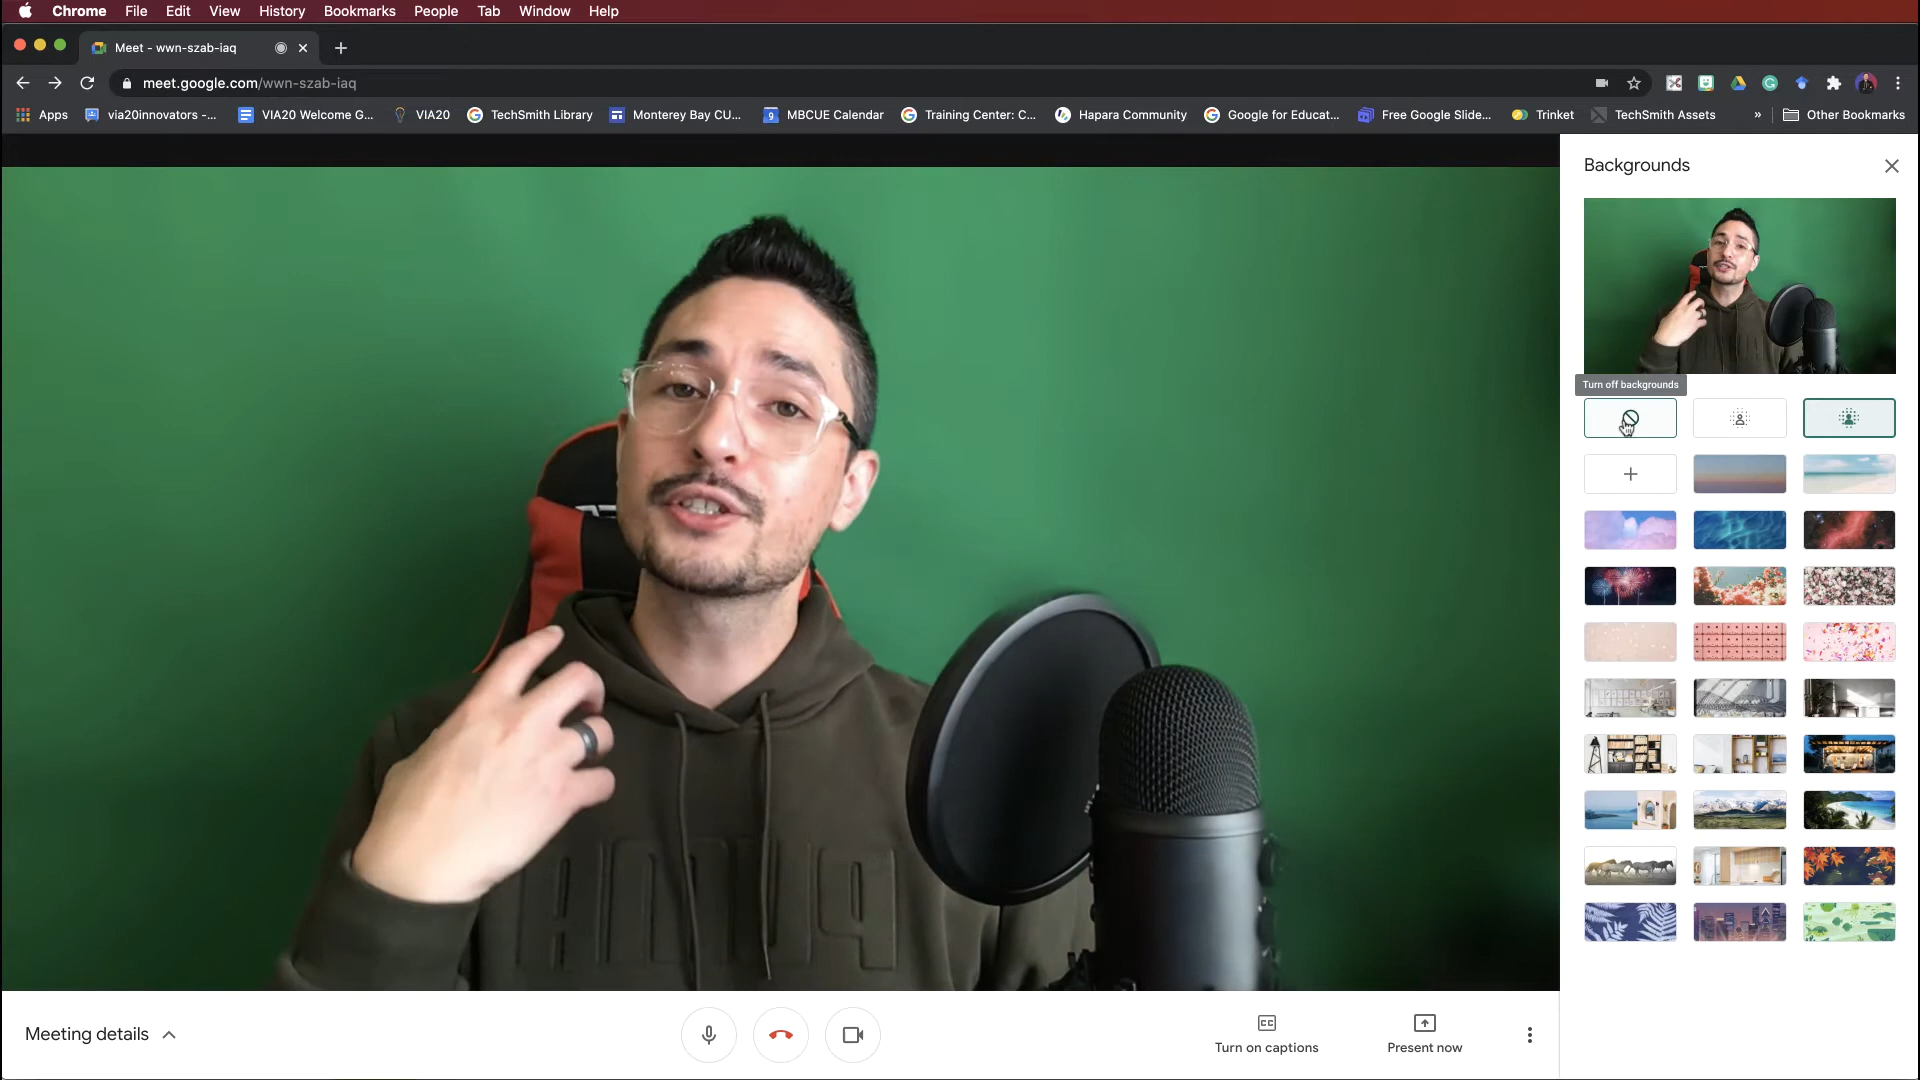 Chrome File Edit View History Bookmarks People Tab Window Help
Meet - wwn-szab-iaq
meet.google.com/wwn-szab-iaq
Apps via20innovators -... VIA20 Welcome G... VIA20 TechSmith Library Monterey Bay CU... MBCUE Calendar Training Center: C... Hapara Community Google for Educat... Free Google Slide... Trinket TechSmith Assets » Other Bookmarks
Backgrounds
Turn off backgrounds
Meeting details
Turn on captions
Present now